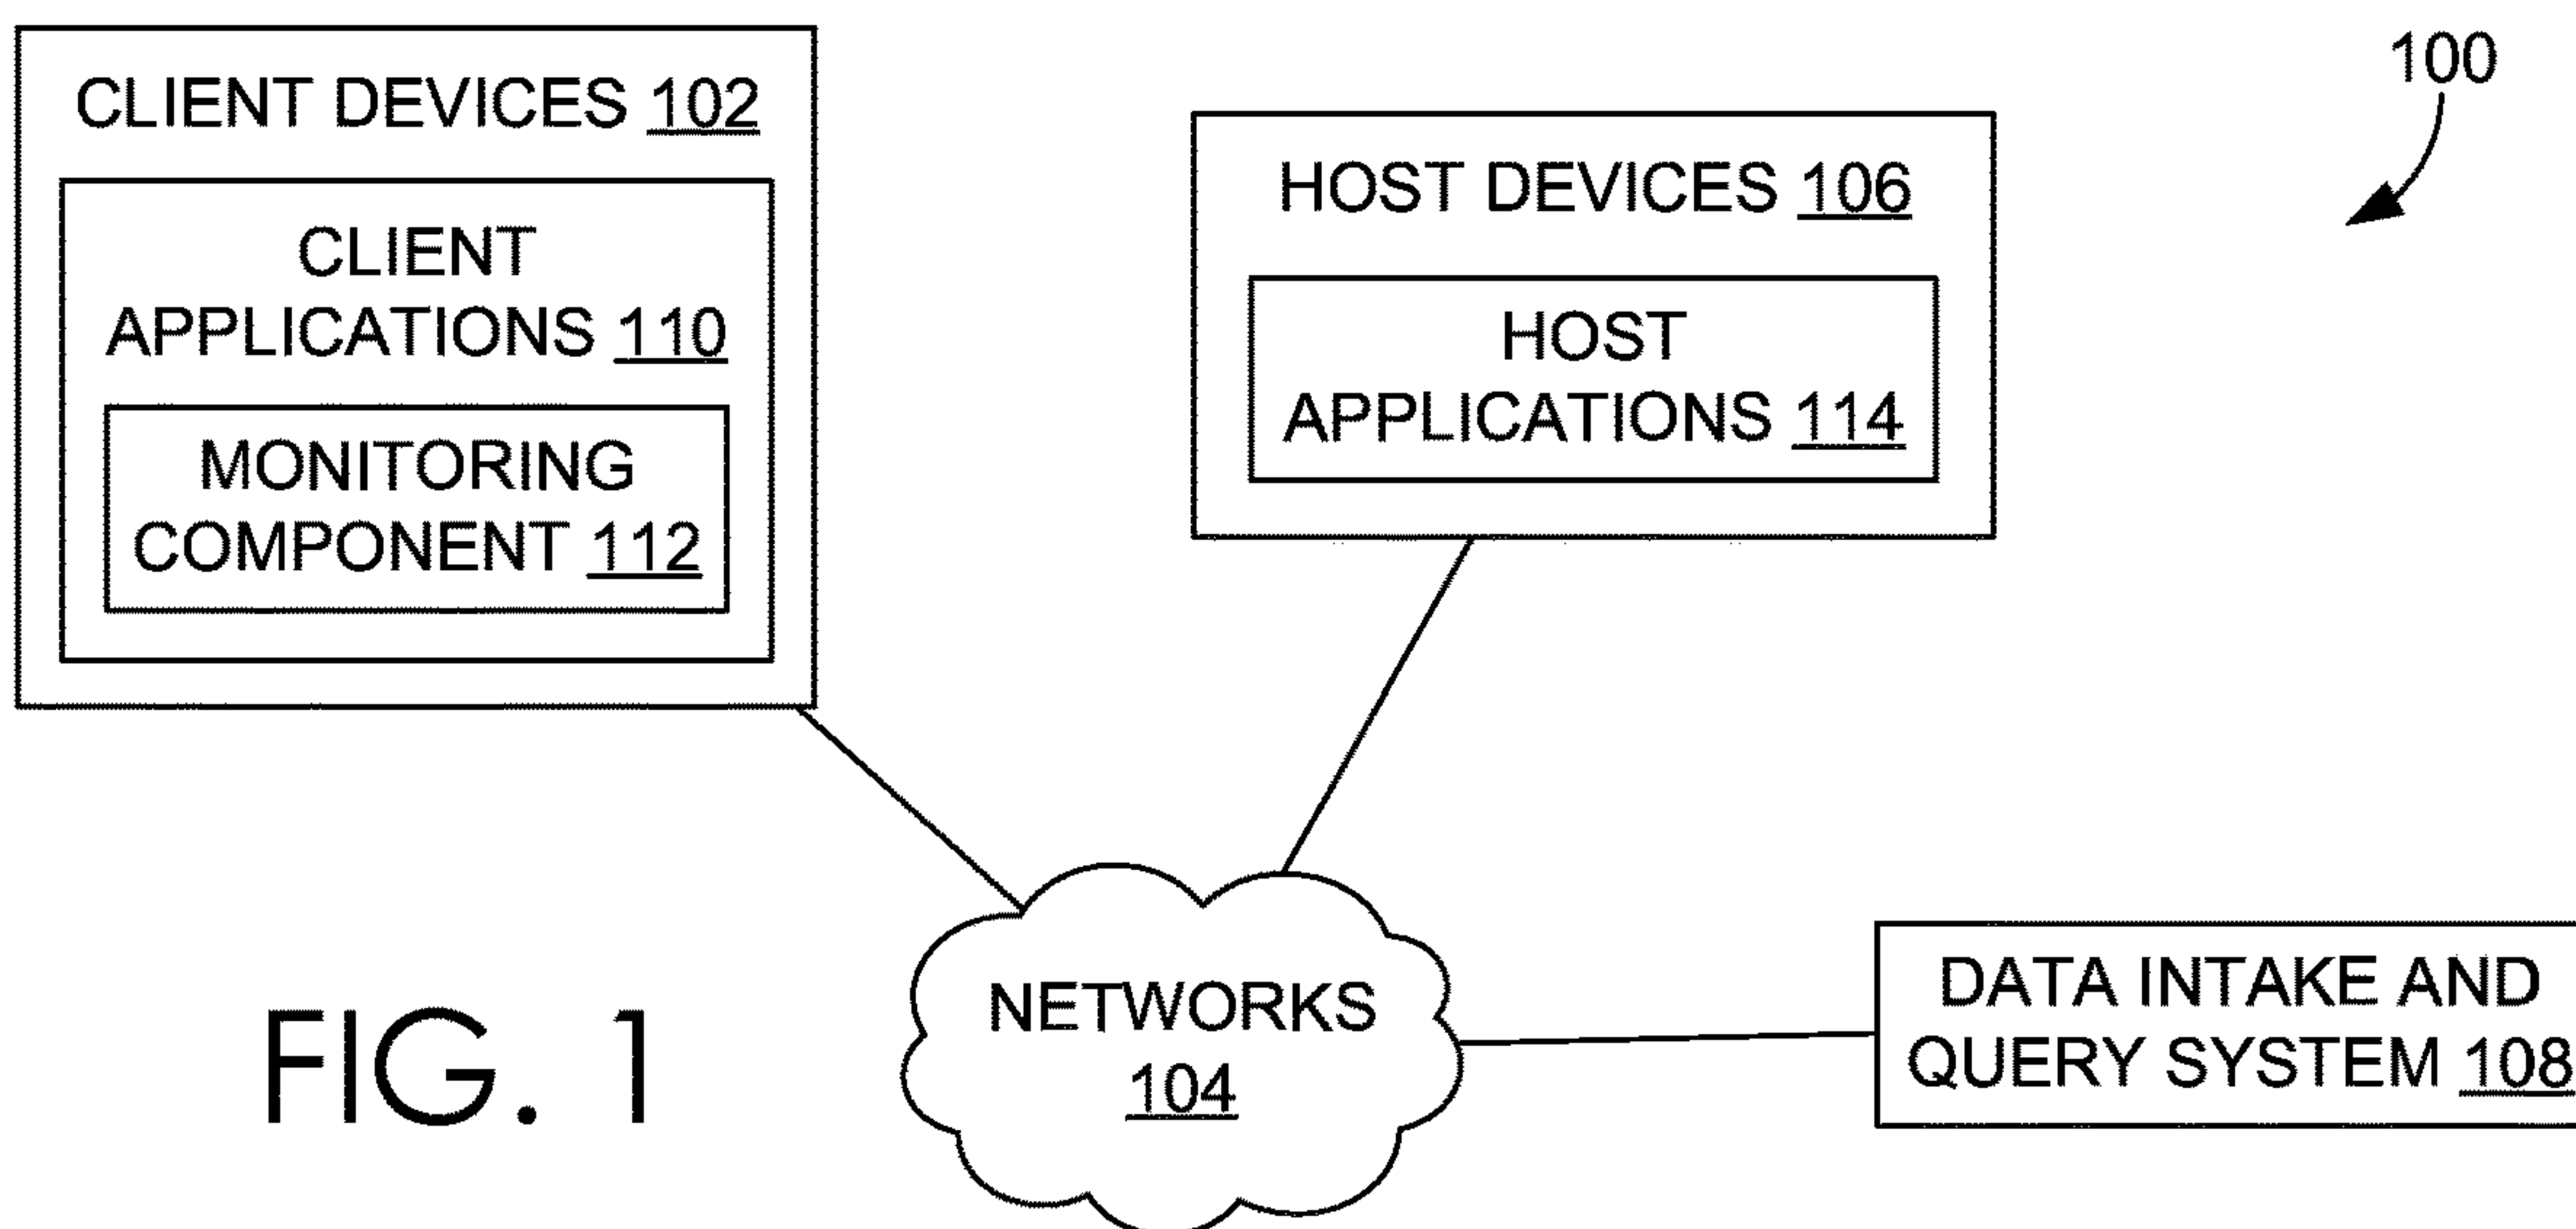 100
CLIENT DEVICES 102
CLIENT
APPLICATIONS 110
MONITORING
COMPONENT 112
HOST DEVICES 106
HOST
APPLICATIONS 114
NETWORKS
104
DATA INTAKE AND
QUERY SYSTEM 108
FIG. 1